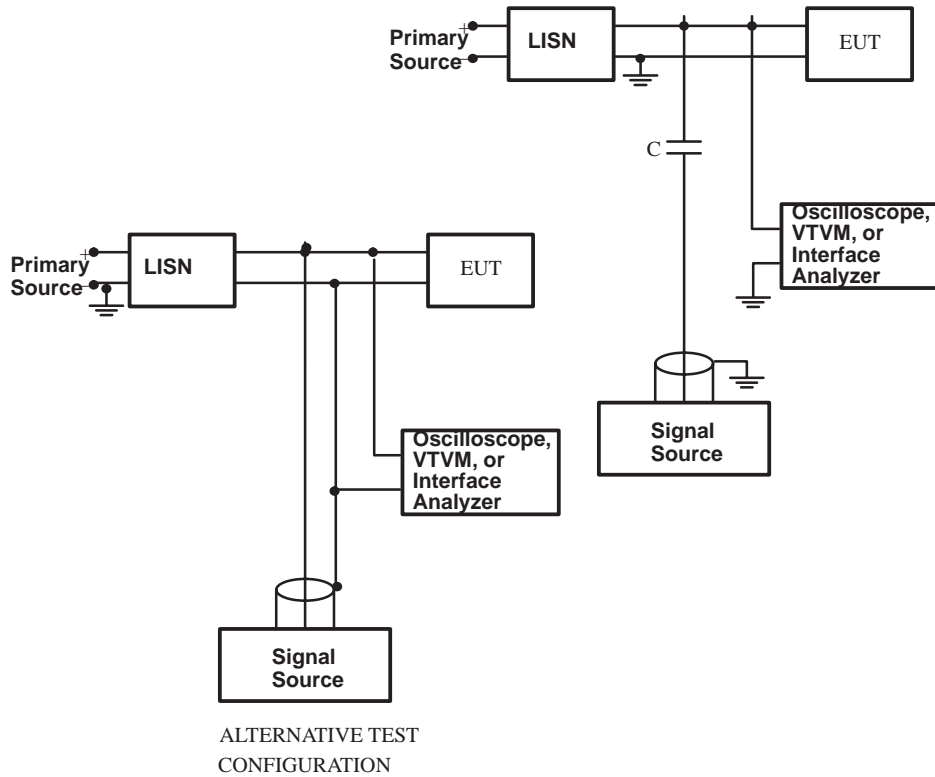 Primary
Source
+
−
LISN
EUT
C
Oscilloscope,
VTVM, or
Interface
Analyzer
Signal
Source
Primary
Source
+
−
LISN
EUT
Oscilloscope,
VTVM, or
Interface
Analyzer
Signal
Source
ALTERNATIVE TEST
CONFIGURATION